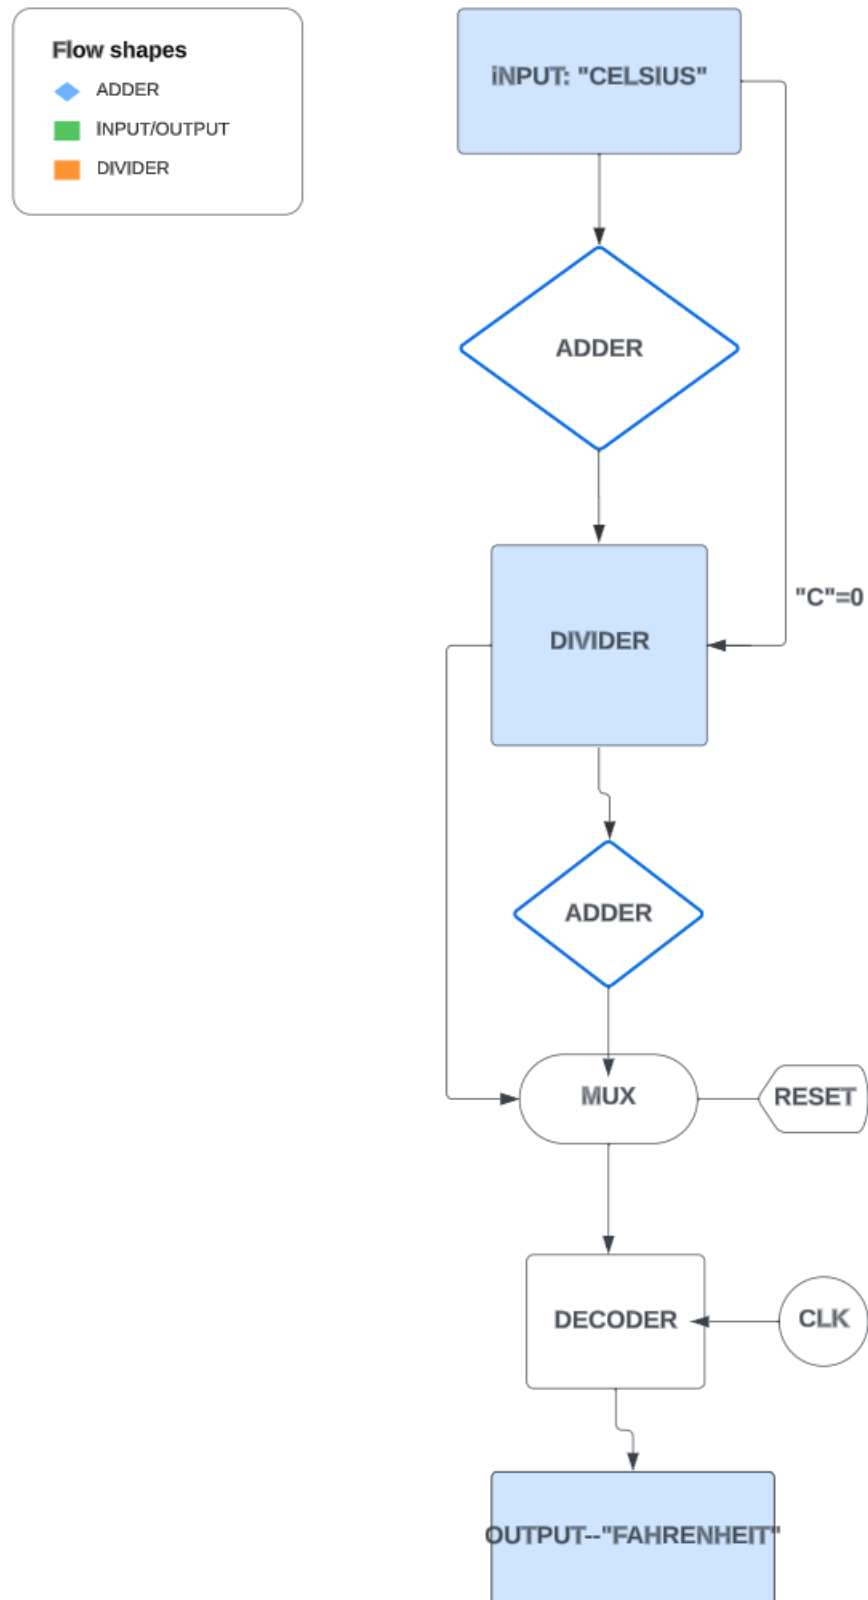 Flow shapes
ADDER
INPUT/OUTPUT
DIVIDER
iNPUT: "CELSIUS"
ADDER
"C"=0
DIVIDER
ADDER
MUX
RESET
DECODER
CLK
OUTPUT--"FAHRENHEIT"